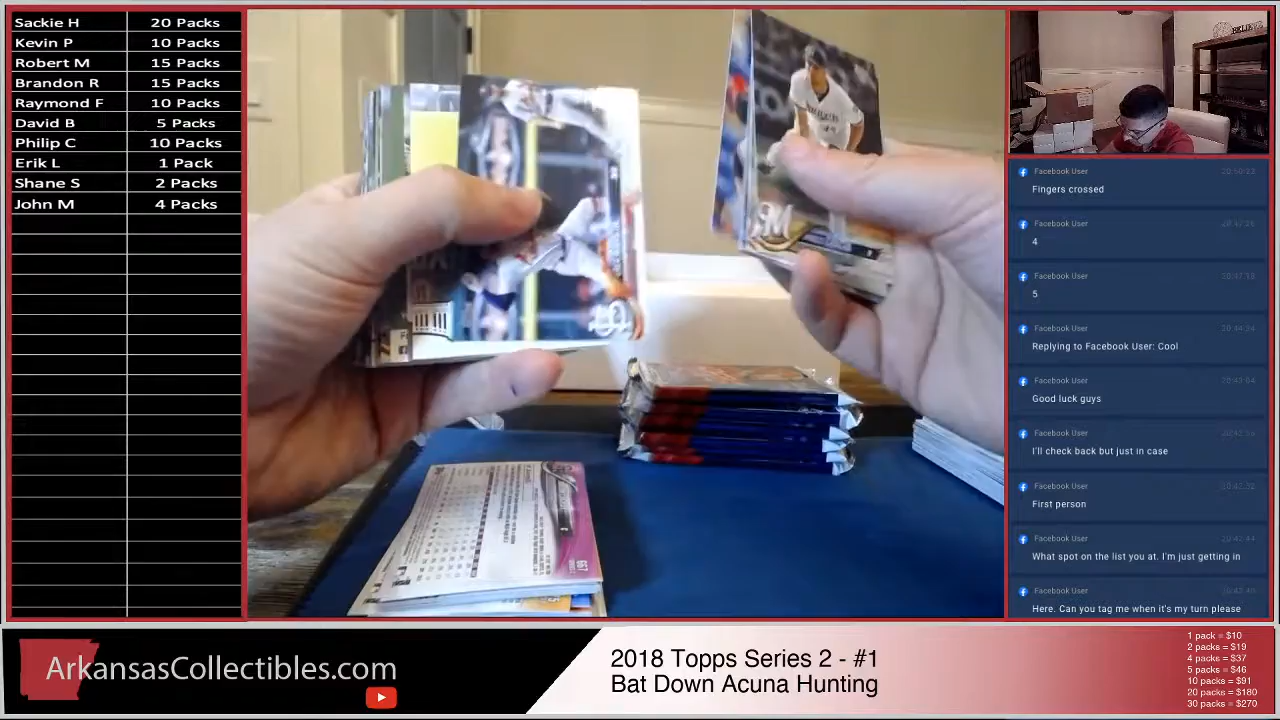 Sackie H 20 Packs
Kevin P 10 Packs
Robert M 15 Packs
Brandon R 15 Packs
Raymond F 10 Packs
David B 5 Packs
Philip C 10 Packs
Erik L 1 Pack
Shane S 2 Packs
John M 4 Packs
Facebook User
Fingers crossed
Facebook User
4
Facebook User
5
Facebook User
Replying to Facebook User: Cool
Facebook User
Good luck guys
Facebook User
I'll check back but just in case
Facebook User
First person
Facebook User
What spot on the list you at. I'm just getting in
Facebook User
Here. Can you tag me when it's my turn please
ArkansasCollectibles.com
2018 Topps Series 2 - #1
Bat Down Acuna Hunting
1 pack = $10
2 packs = $19
4 packs = $37
5 packs = $46
10 packs = $91
20 packs = $180
30 packs = $270